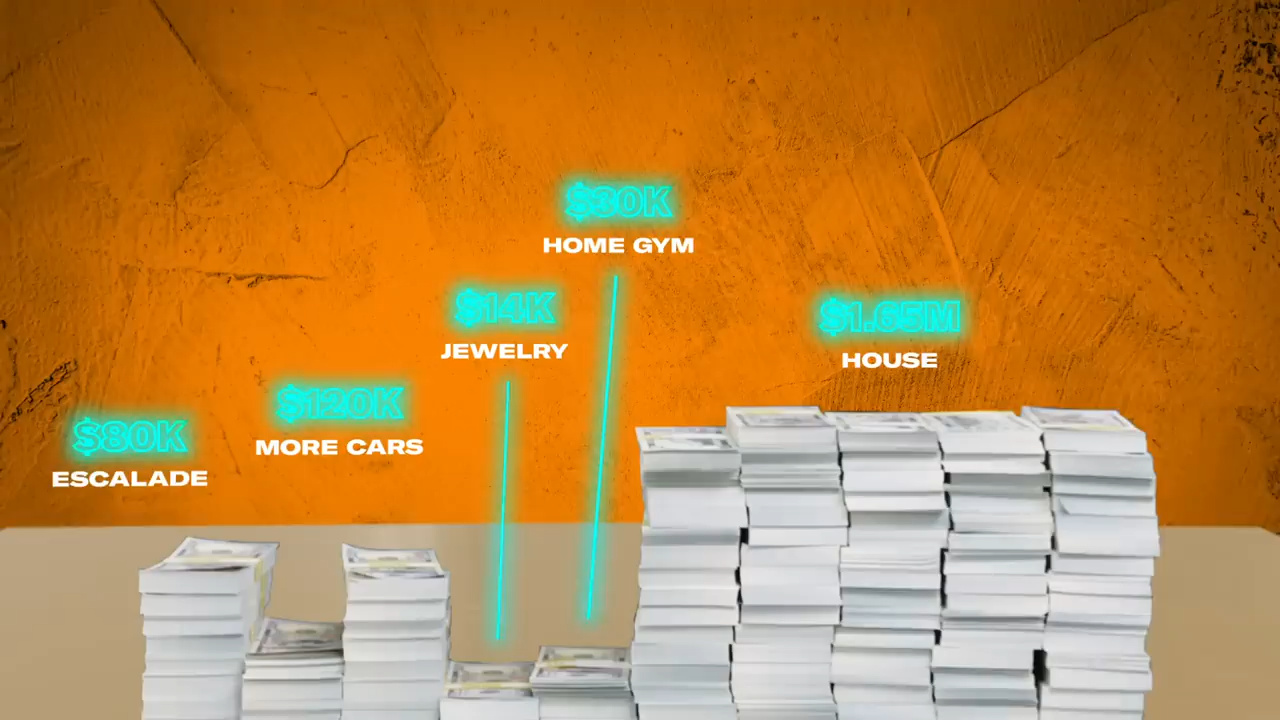 $80K
ESCALADE
$120K
MORE CARS
$14K
JEWELRY
$30K
HOME GYM
$1.65M
HOUSE